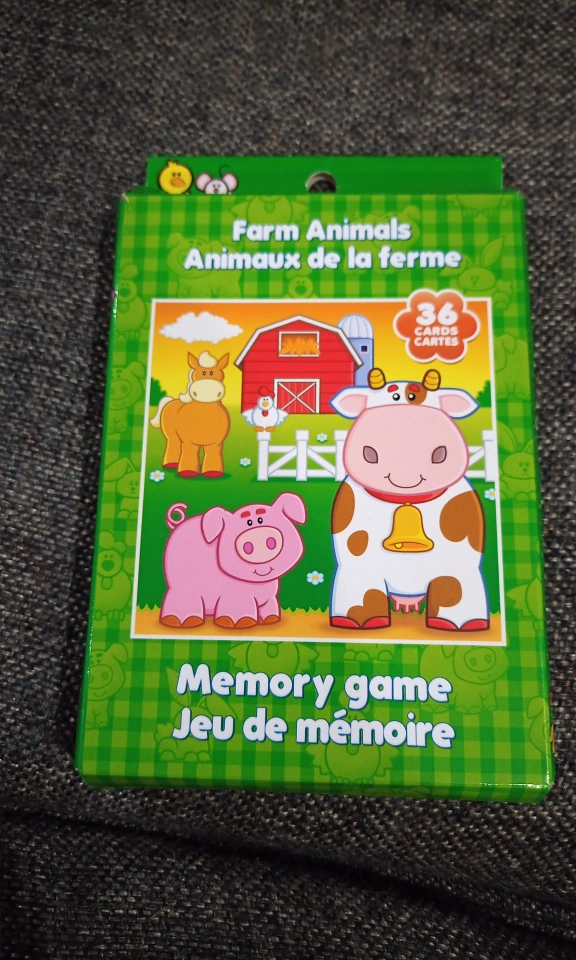 Farm Animals
Animaux de la ferme
36
CARDS
CARTES
Memory game
Jeu de mémoire